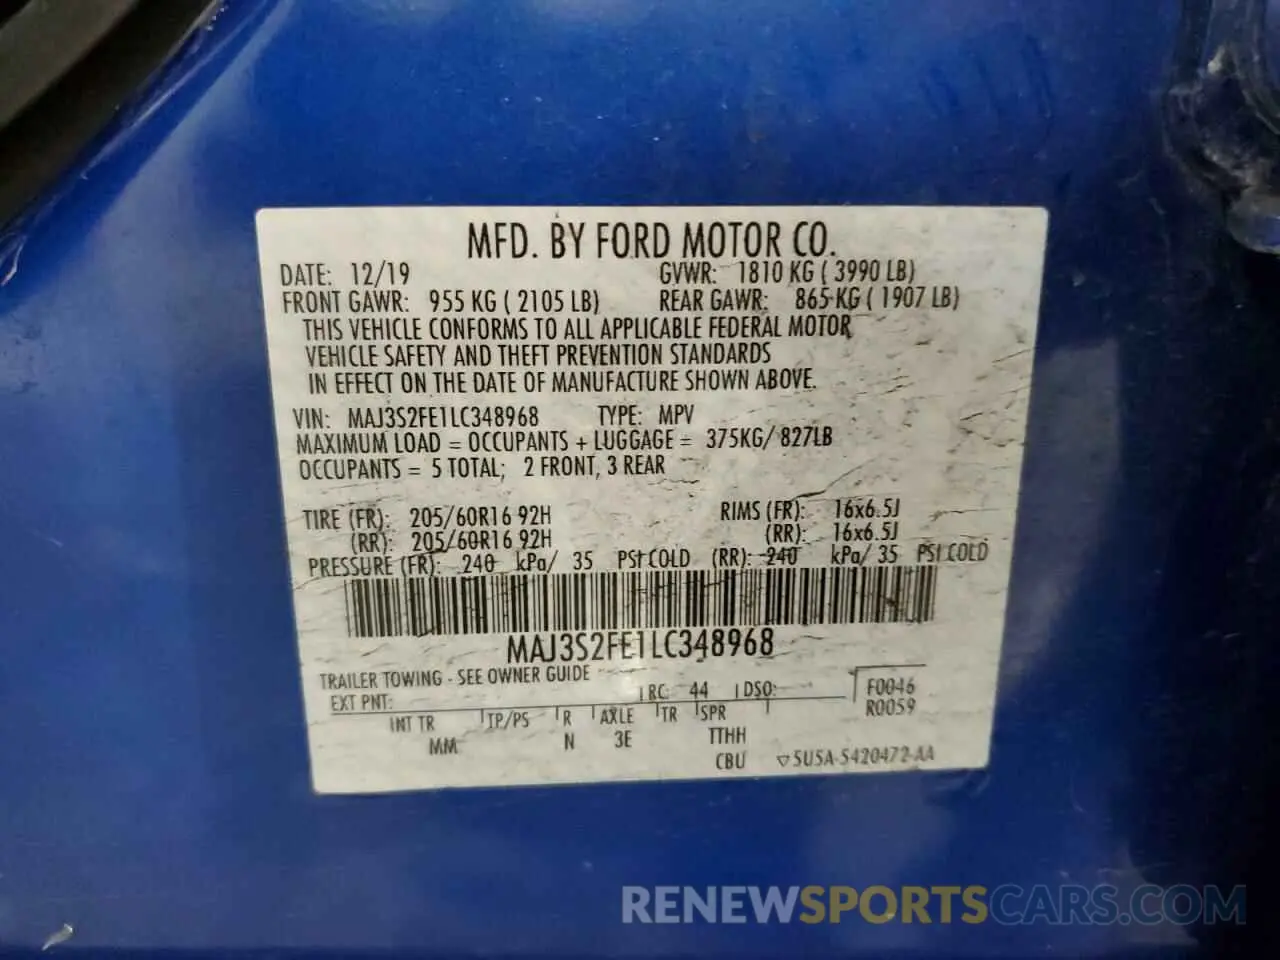 MFD. BY FORD MOTOR CO.
DATE: 12/19 GVWR: 1810 KG ( 3990 LB)
FRONT GAWR: 955 KG ( 2105 LB) REAR GAWR: 865 KG ( 1907 LB)
THIS VEHICLE CONFORMS TO ALL APPLICABLE FEDERAL MOTOR
VEHICLE SAFETY AND THEFT PREVENTION STANDARDS
IN EFFECT ON THE DATE OF MANUFACTURE SHOWN ABOVE.
VIN: MAJ3S2FE1LC348968 TYPE: MPV
MAXIMUM LOAD = OCCUPANTS + LUGGAGE = 375KG/ 827LB
OCCUPANTS = 5 TOTAL; 2 FRONT, 3 REAR
TIRE (FR): 205/60R16 92H RIMS (FR): 16x6.5J
(RR): 205/60R16 92H (RR): 16x6.5J
PRESSURE (FR): 240 kPa/ 35 PSI COLD (RR): 240 kPa/ 35 PSI COLD
MAJ3S2FE1LC348968
TRAILER TOWING - SEE OWNER GUIDE
EXT PNT: RC: 44 DSO: F0046
R0059
INT TR TP/PS R AXLE TR SPR
MM N 3E TTHH
CBU ▽5U5A-5420472-AA
RENEWSPORTSCARS.COM